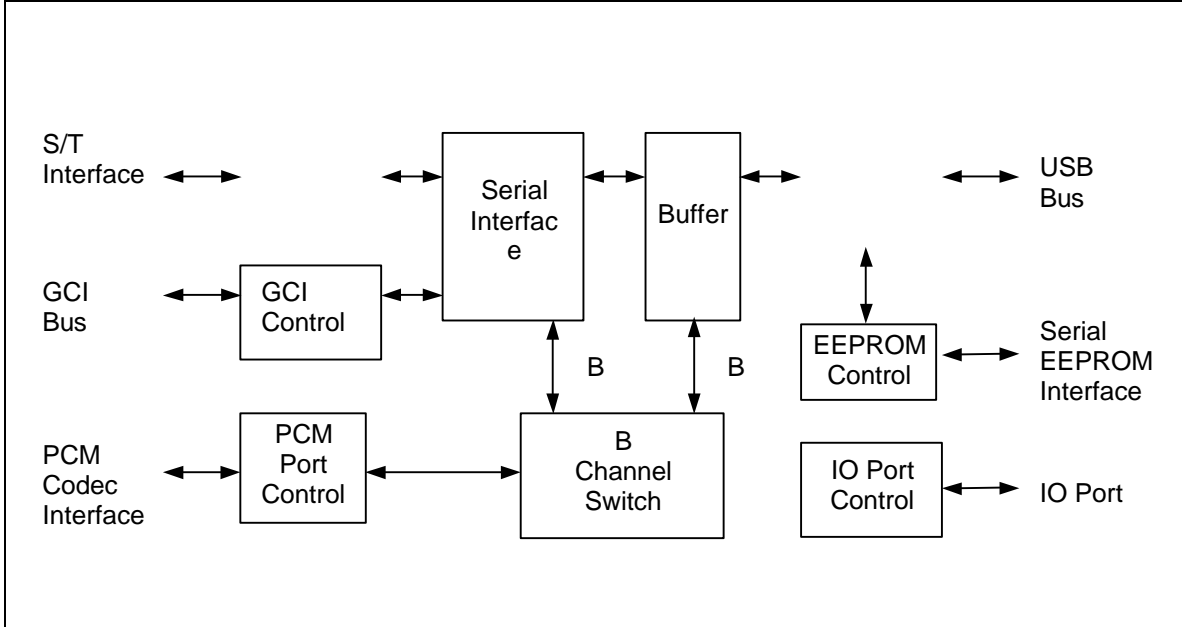 S/T
Interface
Serial
Interfac
e
Buffer
USB
Bus
GCI
Bus
GCI
Control
EEPROM
Control
Serial
EEPROM
Interface
B
B
PCM
Codec
Interface
PCM
Port
Control
B
Channel
Switch
IO Port
Control
IO Port